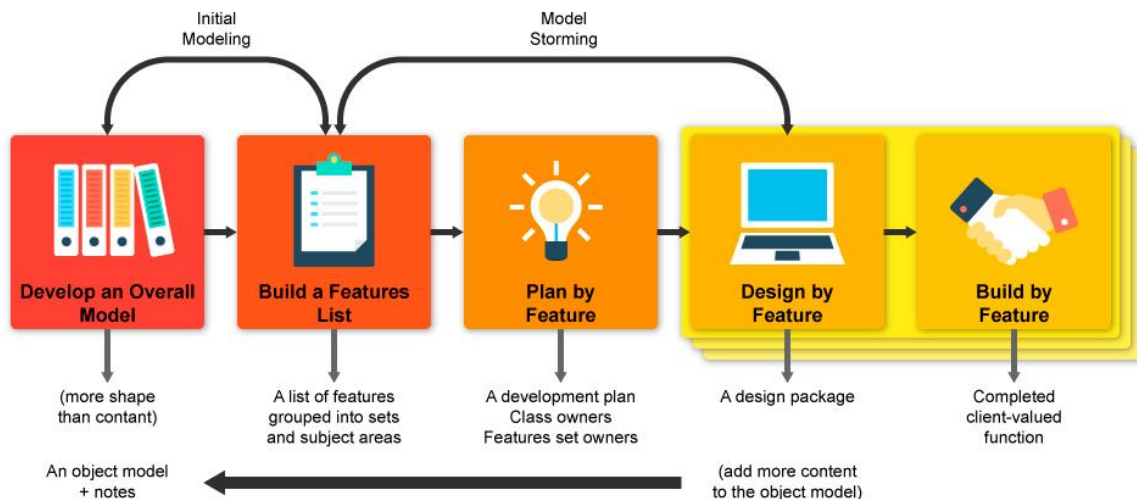 Initial
Modeling
Model
Storming
Develop an Overall
Model
Build a Features
List
Plan by
Feature
Design by
Feature
Build by
Feature
(more shape
than contant)
A list of features
grouped into sets
and subject areas
A development plan
Class owners
Features set owners
A design package
Completed
client-valued
function
An object model
+ notes
(add more content
to the object model)